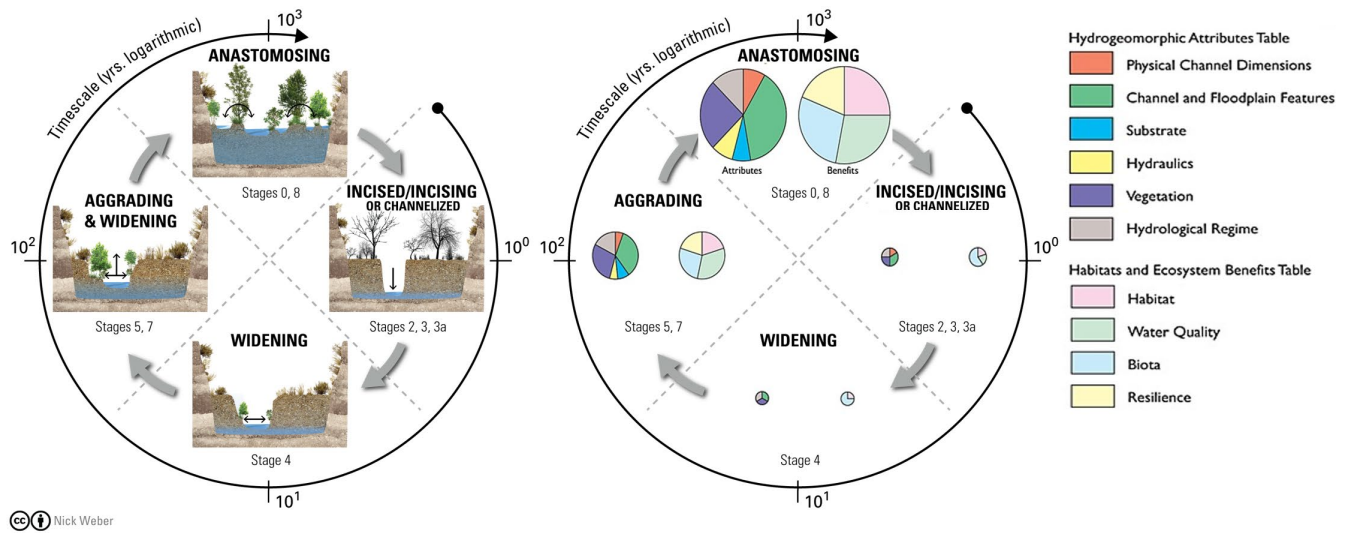 10³
Timescale (yrs. logarithmic)
ANASTOMOSING
Stages 0, 8
INCISED/INCISING
OR CHANNELIZED
10⁰
Stages 2, 3, 3a
WIDENING
Stage 4
10¹
AGGRADING
& WIDENING
10²
Stages 5, 7
10³
Timescale (yrs. logarithmic)
ANASTOMOSING
Attributes
Benefits
Stages 0, 8
INCISED/INCISING
OR CHANNELIZED
10⁰
Stages 2, 3, 3a
WIDENING
Stage 4
10¹
AGGRADING
10²
Stages 5, 7
Hydrogeomorphic Attributes Table
Physical Channel Dimensions
Channel and Floodplain Features
Substrate
Hydraulics
Vegetation
Hydrological Regime
Habitats and Ecosystem Benefits Table
Habitat
Water Quality
Biota
Resilience
cc
Nick Weber